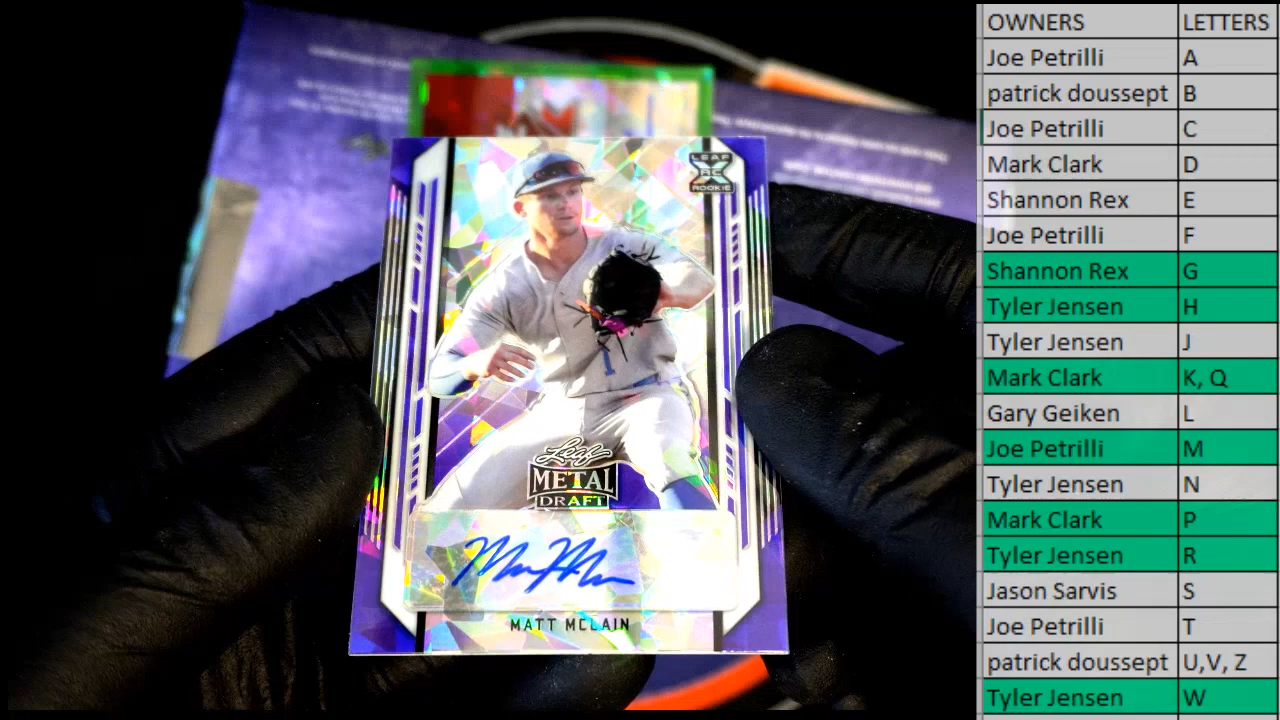 LEAF
RC
ROOKIE
1
Leaf
METAL
DRAFT
MATT MCLAIN
OWNERS LETTERS
Joe Petrilli A
patrick doussept B
Joe Petrilli C
Mark Clark D
Shannon Rex E
Joe Petrilli F
Shannon Rex G
Tyler Jensen H
Tyler Jensen J
Mark Clark K, Q
Gary Geiken L
Joe Petrilli M
Tyler Jensen N
Mark Clark P
Tyler Jensen R
Jason Sarvis S
Joe Petrilli T
patrick doussept U,V, Z
Tyler Jensen W